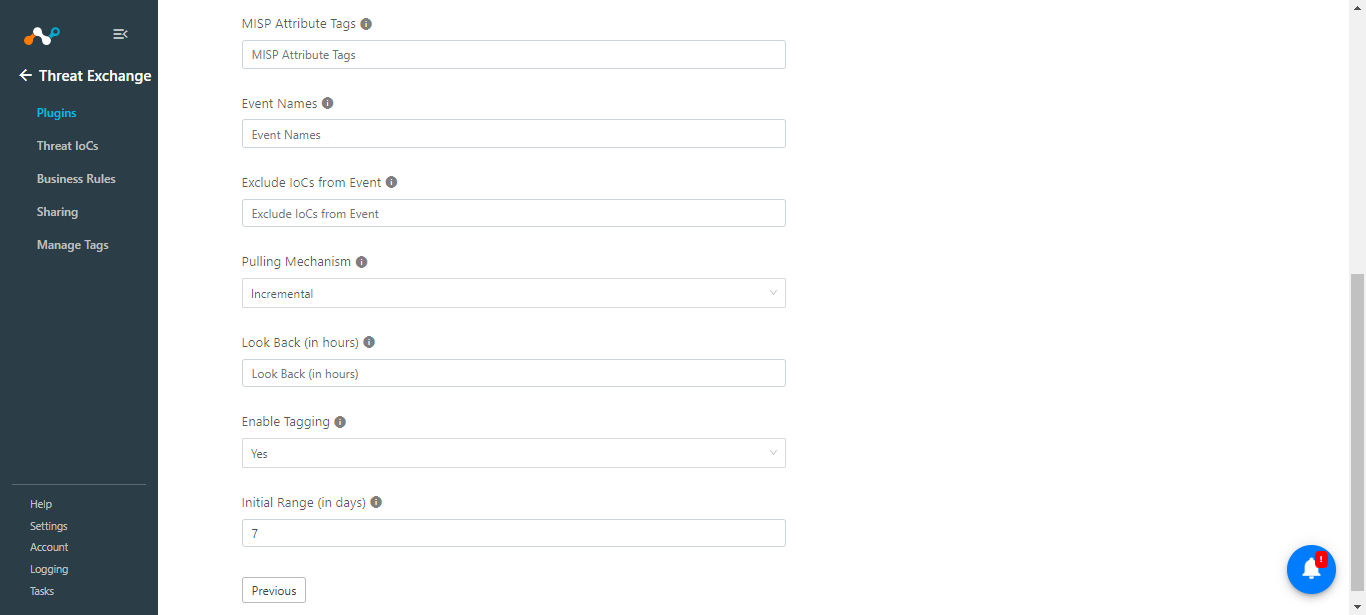 Threat Exchange
Plugins
Threat IoCs
Business Rules
Sharing
Manage Tags
Help
Settings
Account
Logging
Tasks
MISP Attribute Tags
MISP Attribute Tags
Event Names
Event Names
Exclude IoCs from Event
Exclude IoCs from Event
Pulling Mechanism
Incremental
Look Back (in hours)
Look Back (in hours)
Enable Tagging
Yes
Initial Range (in days)
7
Previous
!